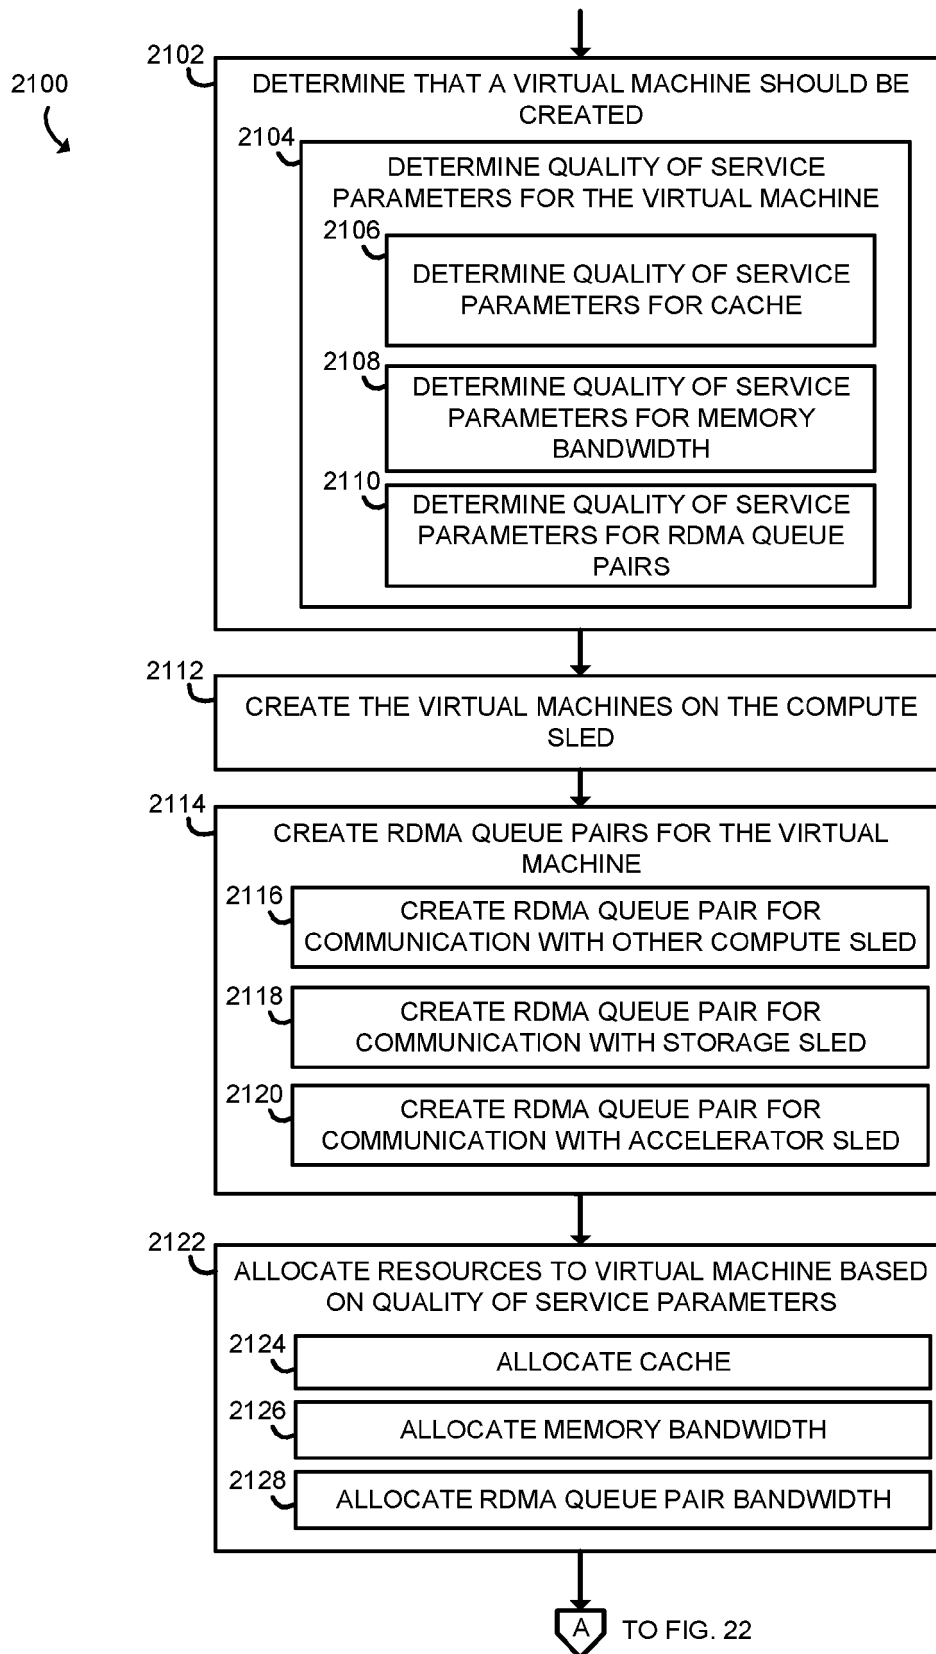 2100
2102
DETERMINE THAT A VIRTUAL MACHINE SHOULD BE
CREATED
2104
DETERMINE QUALITY OF SERVICE
PARAMETERS FOR THE VIRTUAL MACHINE
2106
DETERMINE QUALITY OF SERVICE
PARAMETERS FOR CACHE
2108
DETERMINE QUALITY OF SERVICE
PARAMETERS FOR MEMORY
BANDWIDTH
2110
DETERMINE QUALITY OF SERVICE
PARAMETERS FOR RDMA QUEUE
PAIRS
2112
CREATE THE VIRTUAL MACHINES ON THE COMPUTE
SLED
2114
CREATE RDMA QUEUE PAIRS FOR THE VIRTUAL
MACHINE
2116
CREATE RDMA QUEUE PAIR FOR
COMMUNICATION WITH OTHER COMPUTE SLED
2118
CREATE RDMA QUEUE PAIR FOR
COMMUNICATION WITH STORAGE SLED
2120
CREATE RDMA QUEUE PAIR FOR
COMMUNICATION WITH ACCELERATOR SLED
2122
ALLOCATE RESOURCES TO VIRTUAL MACHINE BASED
ON QUALITY OF SERVICE PARAMETERS
2124
ALLOCATE CACHE
2126
ALLOCATE MEMORY BANDWIDTH
2128
ALLOCATE RDMA QUEUE PAIR BANDWIDTH
A TO FIG. 22